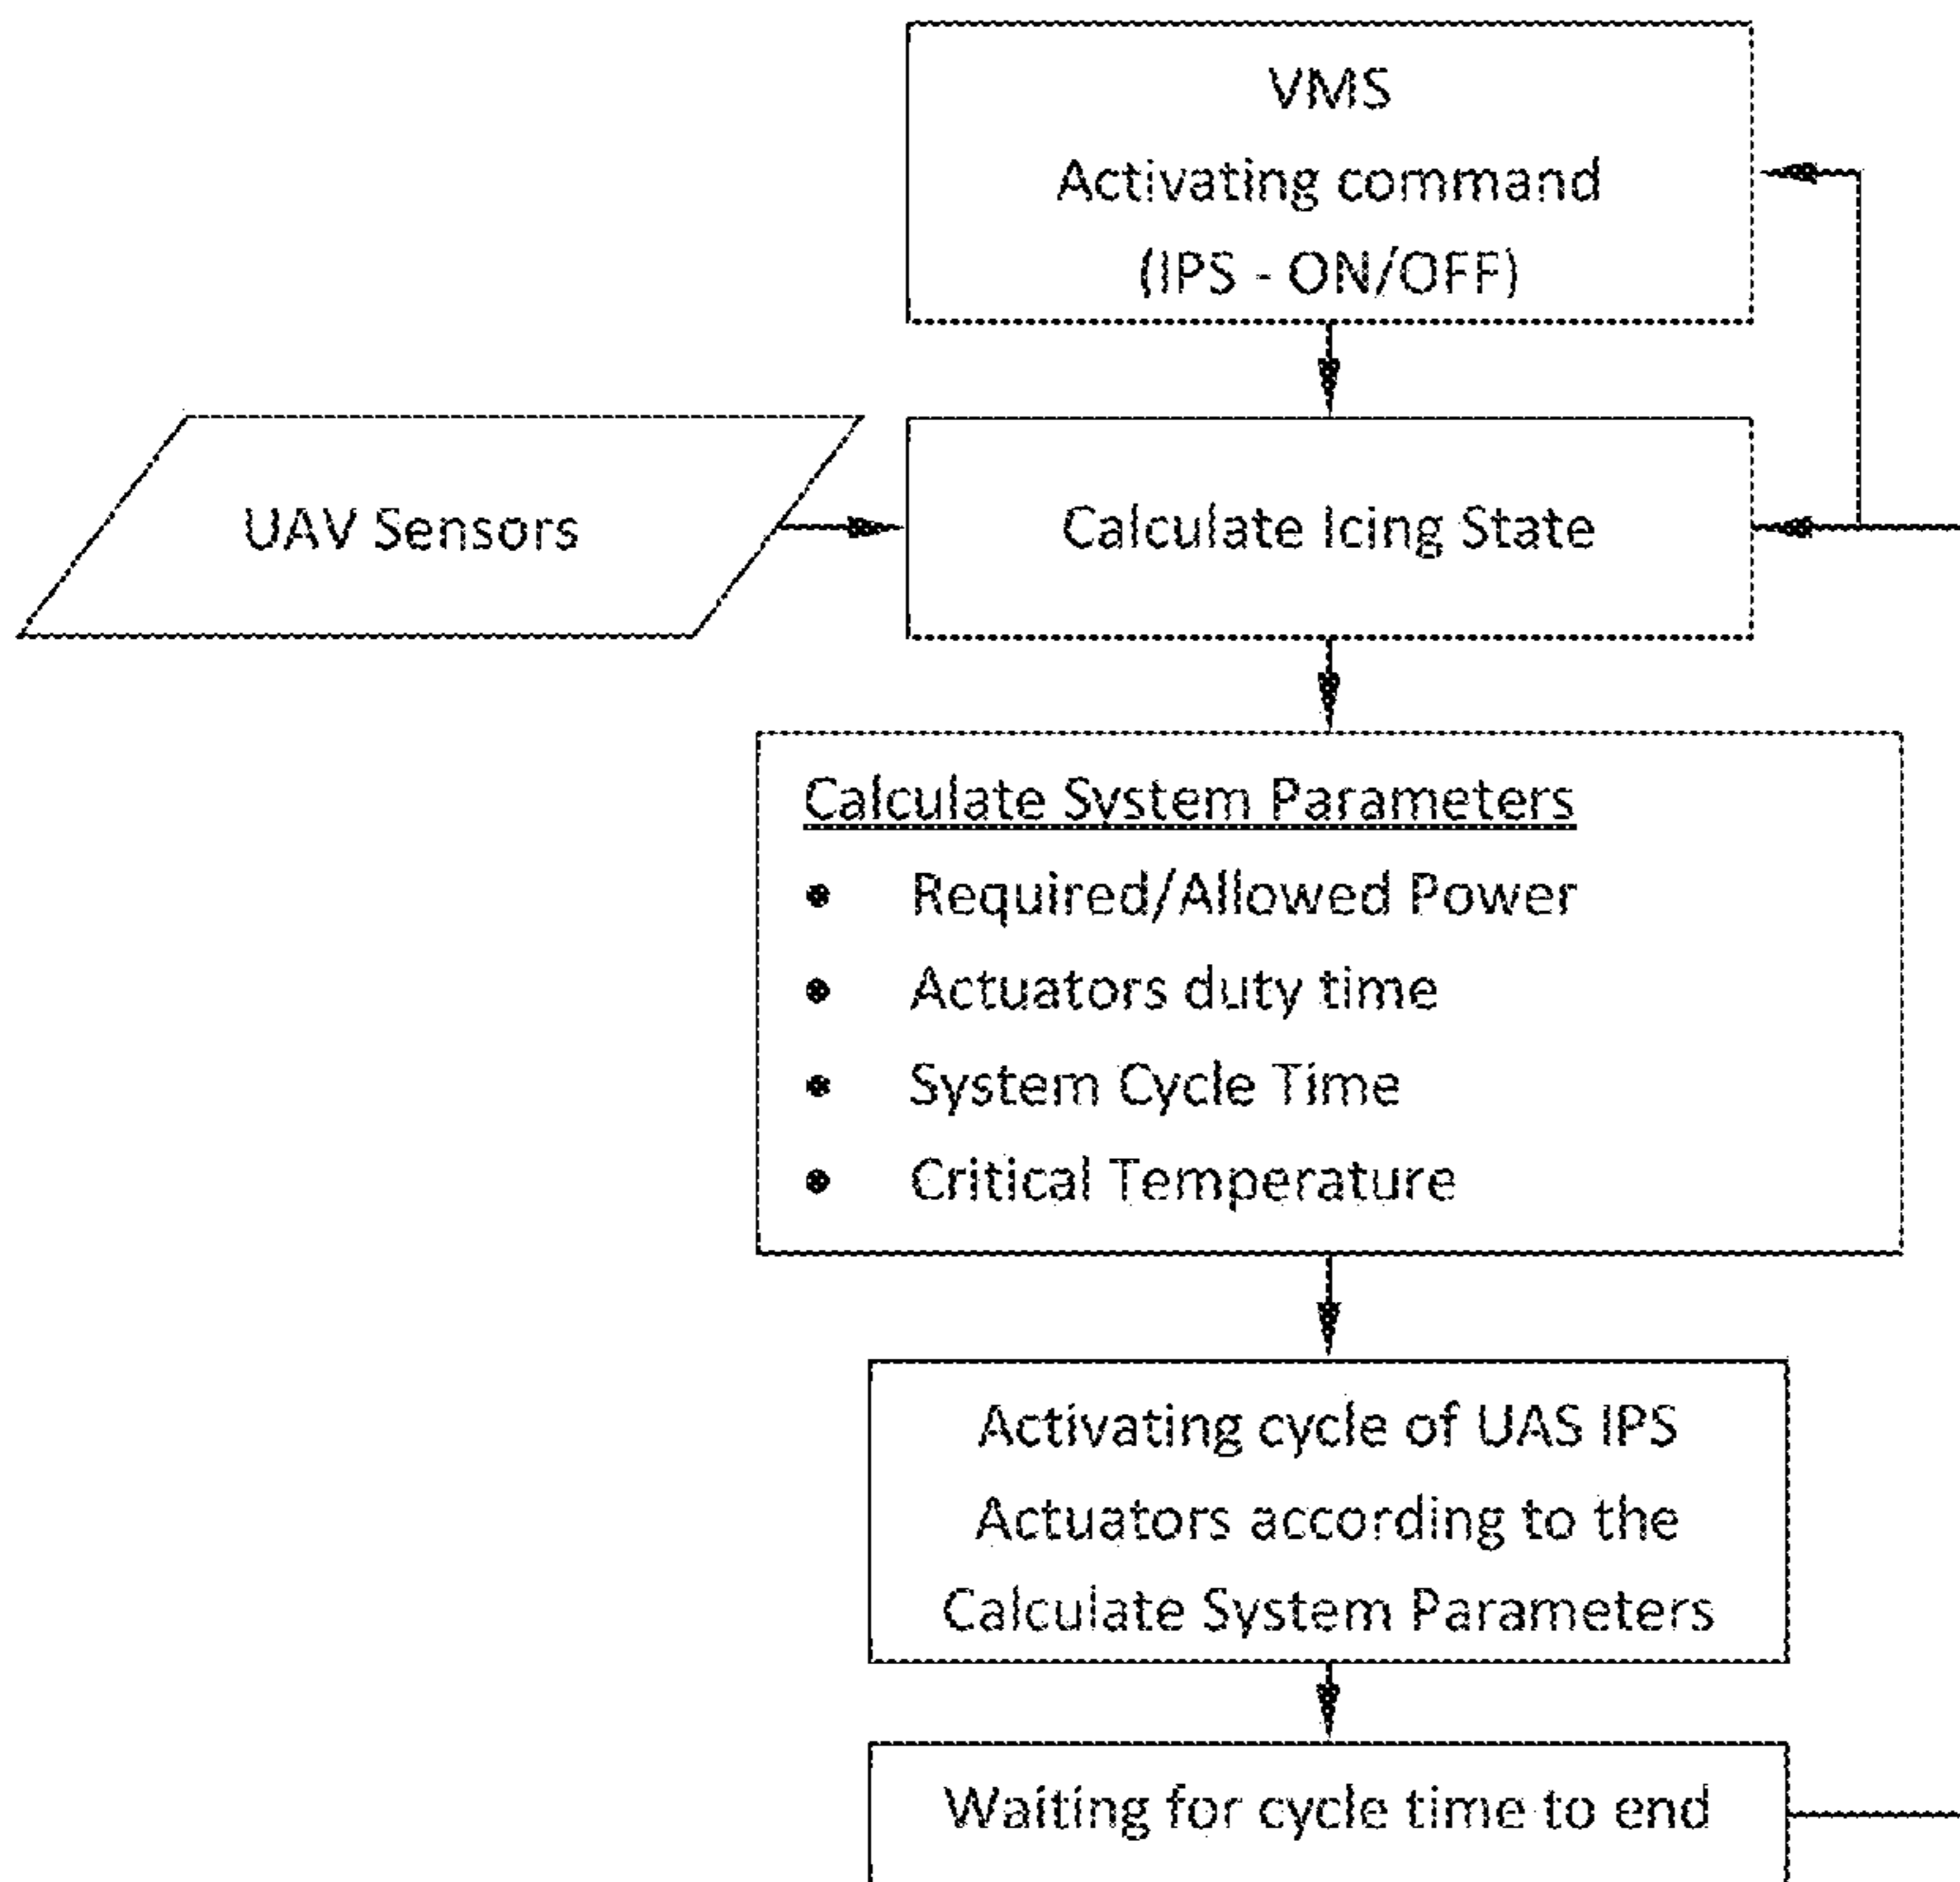 VMS
Activating command
(IPS - ON/OFF)
UAV Sensors
Calculate Icing State
Calculate System Parameters
• Required/Allowed Power
• Actuators duty time
• System Cycle Time
• Critical Temperature
Activating cycle of UAS IPS
Actuators according to the
Calculate System Parameters
Waiting for cycle time to end